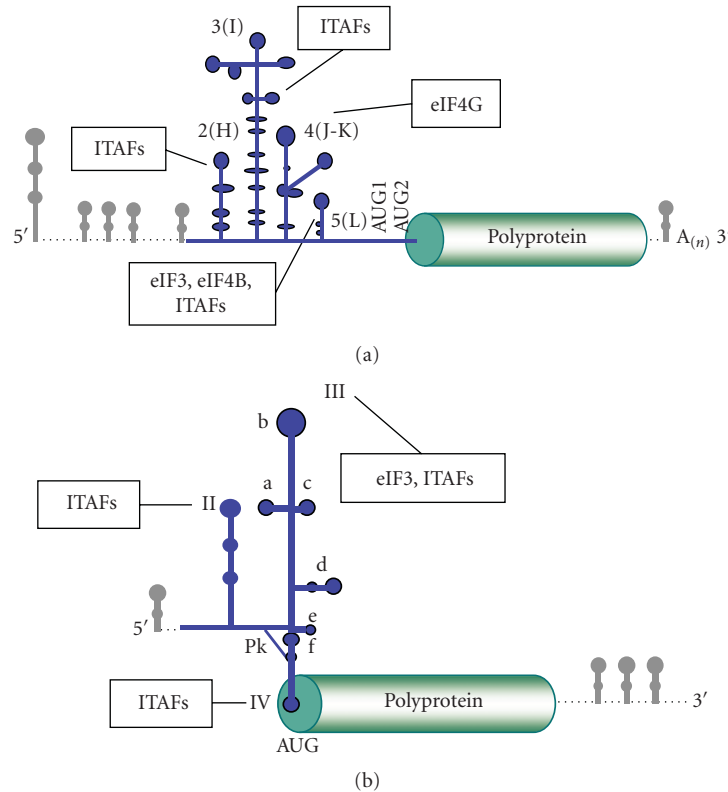 3(I)
ITAFs
eIF4G
2(H)
4(J-K)
ITAFs
AUG1
AUG2
5′
5(L)
Polyprotein
A(n) 3
eIF3, eIF4B,
ITAFs
(a)
III
b
eIF3, ITAFs
a c
ITAFs
II
d
e
5′
Pk
f
ITAFs
IV
Polyprotein
3′
AUG
(b)